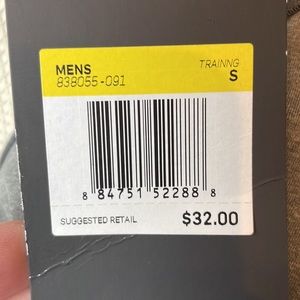 MENS TRAINNG
838055-091 S
8 84751 52288 8
SUGGESTED RETAIL $32.00